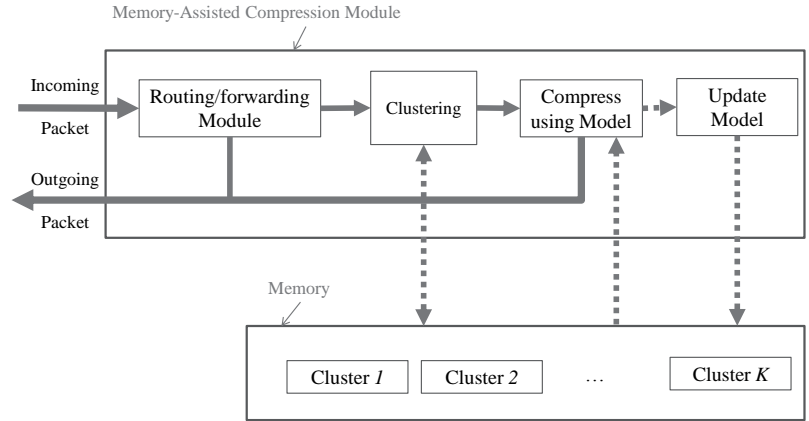 Memory-Assisted Compression Module
Incoming
Packet
Routing/forwarding
Module
Clustering
Compress
using Model
Update
Model
Outgoing
Packet
Memory
Cluster 1
Cluster 2
...
Cluster K